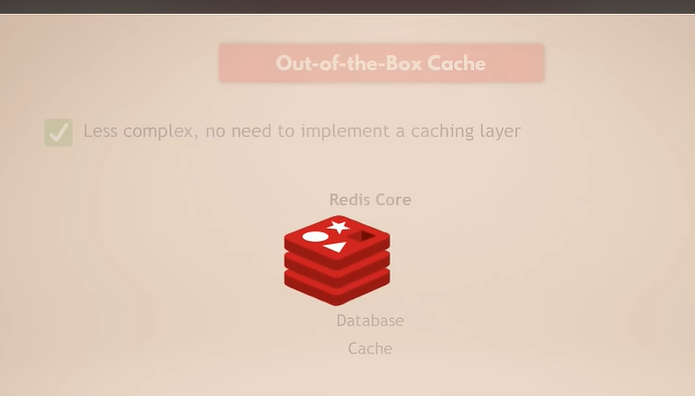 Out-of-the-Box Cache
Less complex, no need to implement a caching layer
Redis Core
Database
Cache